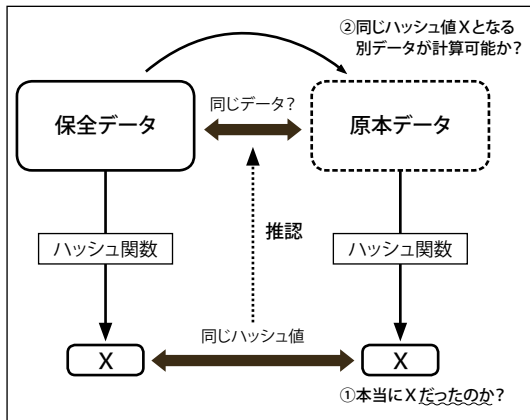 ②同じハッシュ値Xとなる
別データが計算可能か?
保全データ
同じデータ?
原本データ
ハッシュ関数
推認
ハッシュ関数
同じハッシュ値
X
X
①本当にXだったのか?